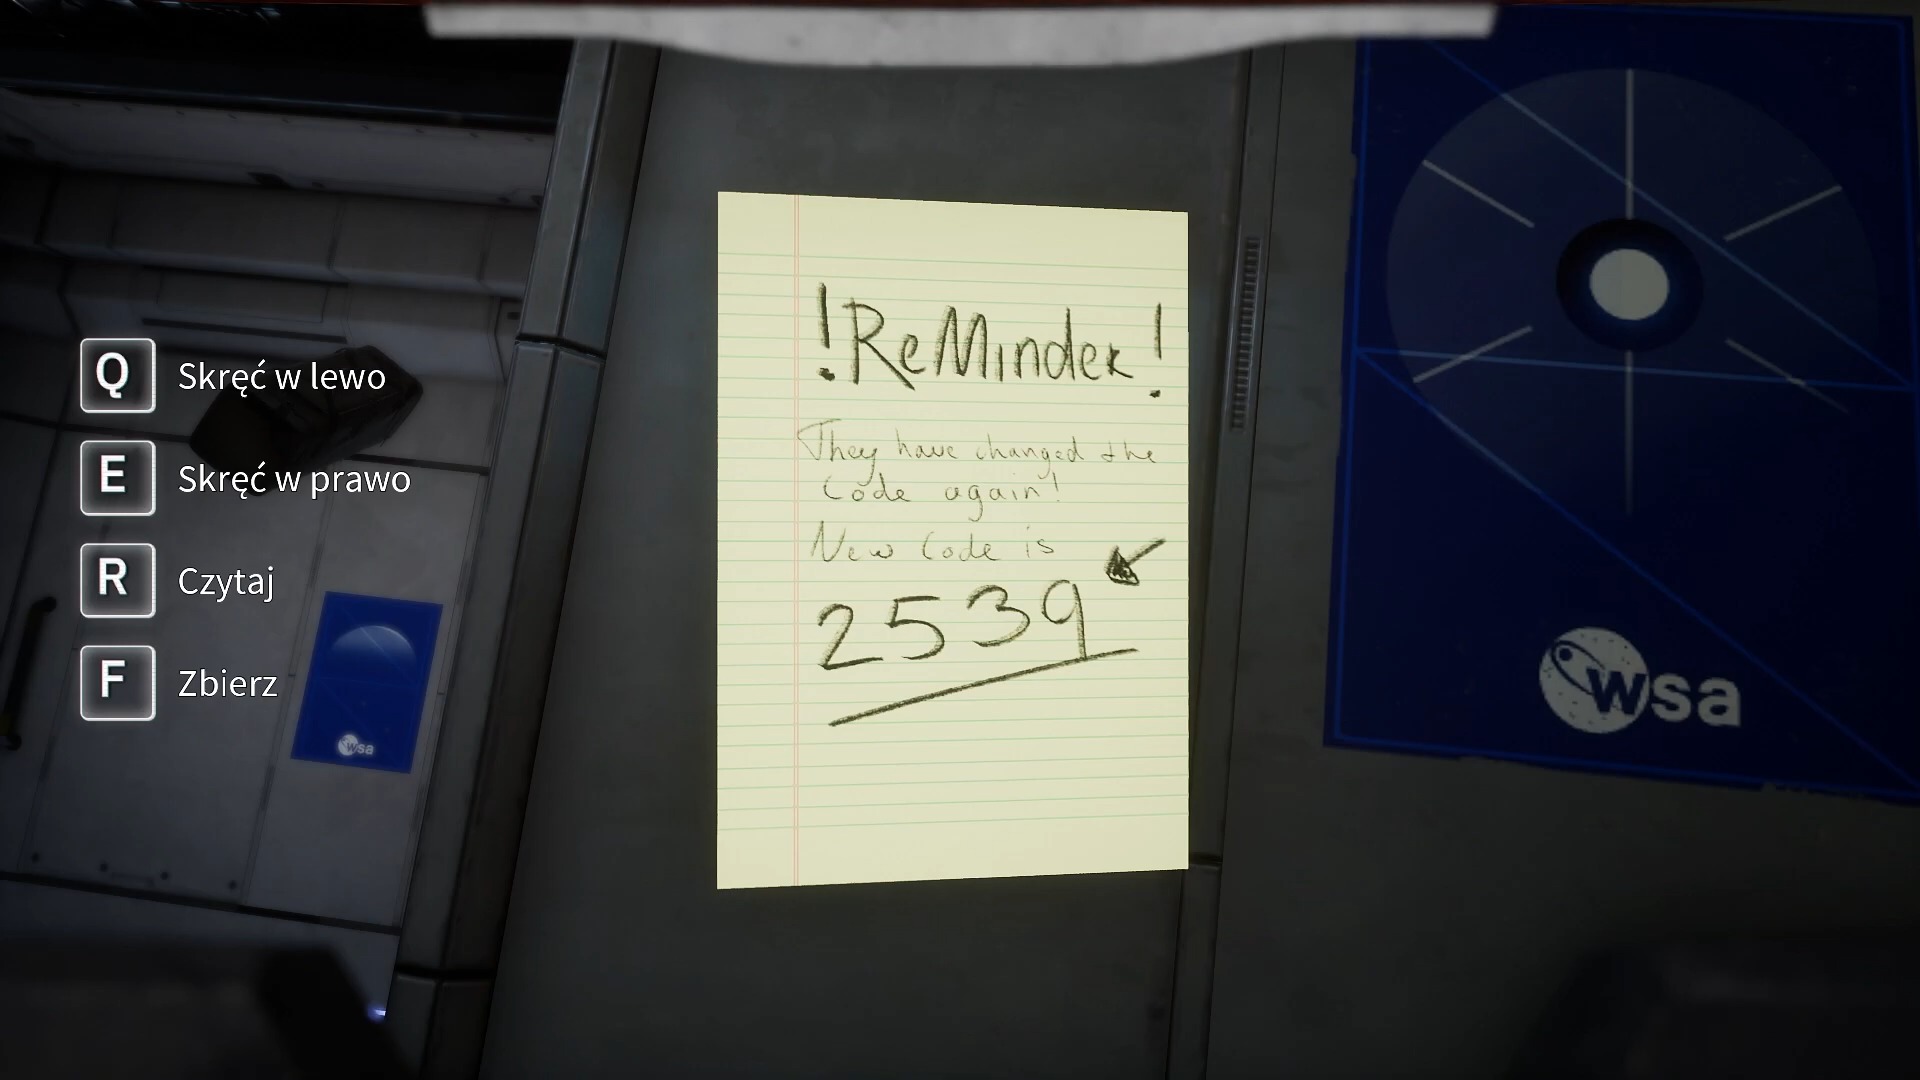 Q Skręć w lewo
E Skręć w prawo
R Czytaj
F Zbierz
!ReMinder!
They have changed the
Code again!
New Code is
2539
wsa
wsa